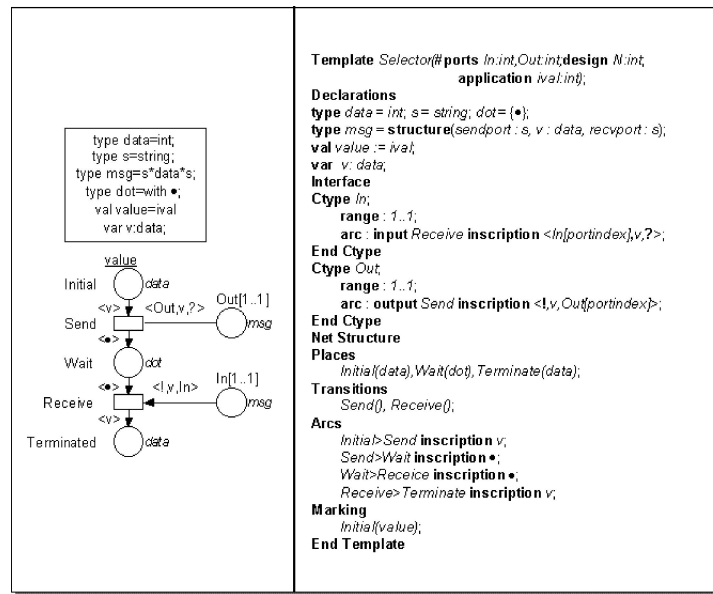 type data=int;
type s=string;
type msg=s*data*s;
type dot=with •;
val value=ival
var v:data;
value
Initial data
<v> <Out,v,?> Out[1..1]
Send msg
<•>
Wait dot
<•> <!,v,In> In[1..1]
Receive msg
<v>
Terminated data
Template Selector(# ports In:int,Out:int;design N:int;
application ival:int);
Declarations
type data = int; s = string; dot = {•};
type msg = structure(sendport : s, v : data, recvport : s);
val value := ival;
var v: data;
Interface
Ctype In;
range : 1..1;
arc : input Receive inscription <In[portindex],v,?>;
End Ctype
Ctype Out;
range : 1..1;
arc : output Send inscription <!,v,Out[portindex]>;
End Ctype
Net Structure
Places
Initial(data),Wait(dot),Terminate(data);
Transitions
Send(), Receive();
Arcs
Initial>Send inscription v;
Send>Wait inscription •;
Wait>Receice inscription •;
Receive>Terminate inscription v;
Marking
Initial(value);
End Template